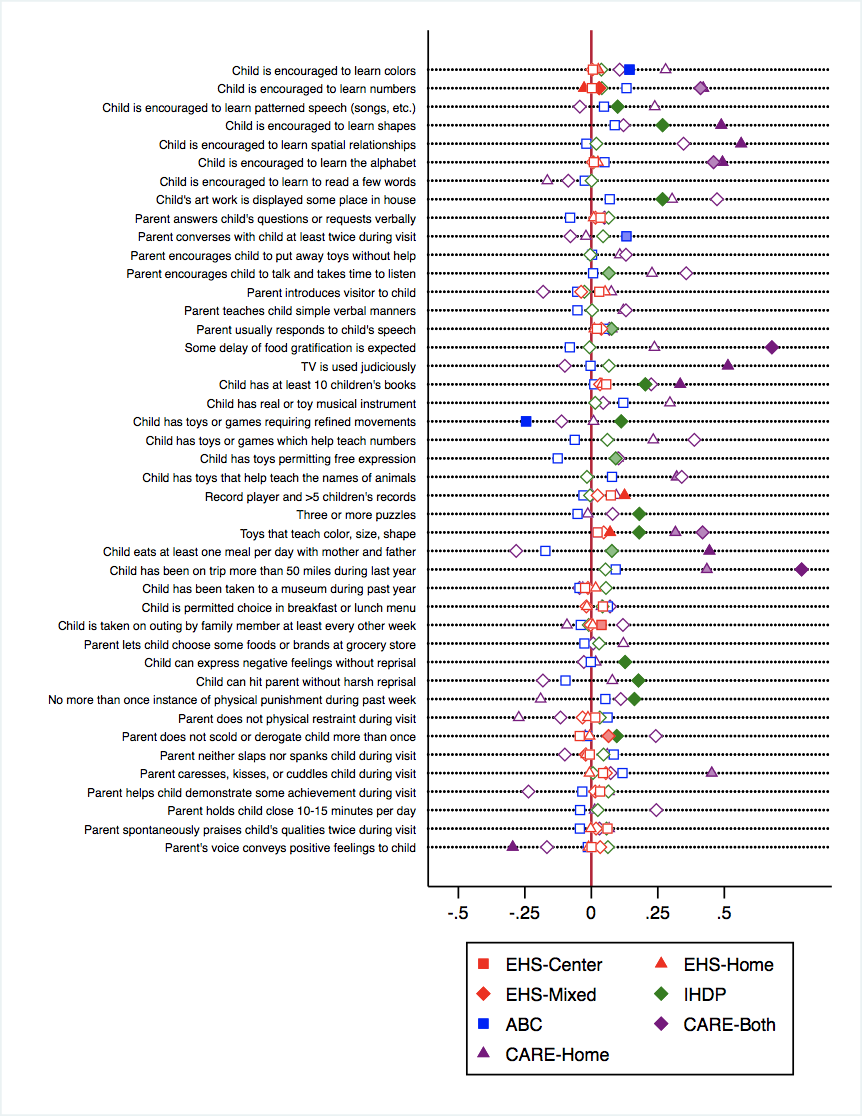 Child is encouraged to learn colors
Child is encouraged to learn numbers
Child is encouraged to learn patterned speech (songs, etc.)
Child is encouraged to learn shapes
Child is encouraged to learn spatial relationships
Child is encouraged to learn the alphabet
Child is encouraged to learn to read a few words
Child's art work is displayed some place in house
Parent answers child's questions or requests verbally
Parent converses with child at least twice during visit
Parent encourages child to put away toys without help
Parent encourages child to talk and takes time to listen
Parent introduces visitor to child
Parent teaches child simple verbal manners
Parent usually responds to child's speech
Some delay of food gratification is expected
TV is used judiciously
Child has at least 10 children's books
Child has real or toy musical instrument
Child has toys or games requiring refined movements
Child has toys or games which help teach numbers
Child has toys permitting free expression
Child has toys that help teach the names of animals
Record player and >5 children's records
Three or more puzzles
Toys that teach color, size, shape
Child eats at least one meal per day with mother and father
Child has been on trip more than 50 miles during last year
Child has been taken to a museum during past year
Child is permitted choice in breakfast or lunch menu
Child is taken on outing by family member at least every other week
Parent lets child choose some foods or brands at grocery store
Child can express negative feelings without reprisal
Child can hit parent without harsh reprisal
No more than once instance of physical punishment during past week
Parent does not physical restraint during visit
Parent does not scold or derogate child more than once
Parent neither slaps nor spanks child during visit
Parent caresses, kisses, or cuddles child during visit
Parent helps child demonstrate some achievement during visit
Parent holds child close 10-15 minutes per day
Parent spontaneously praises child's qualities twice during visit
Parent's voice conveys positive feelings to child
-.5 -.25 0 .25 .5
EHS-Center EHS-Home
EHS-Mixed IHDP
ABC CARE-Both
CARE-Home